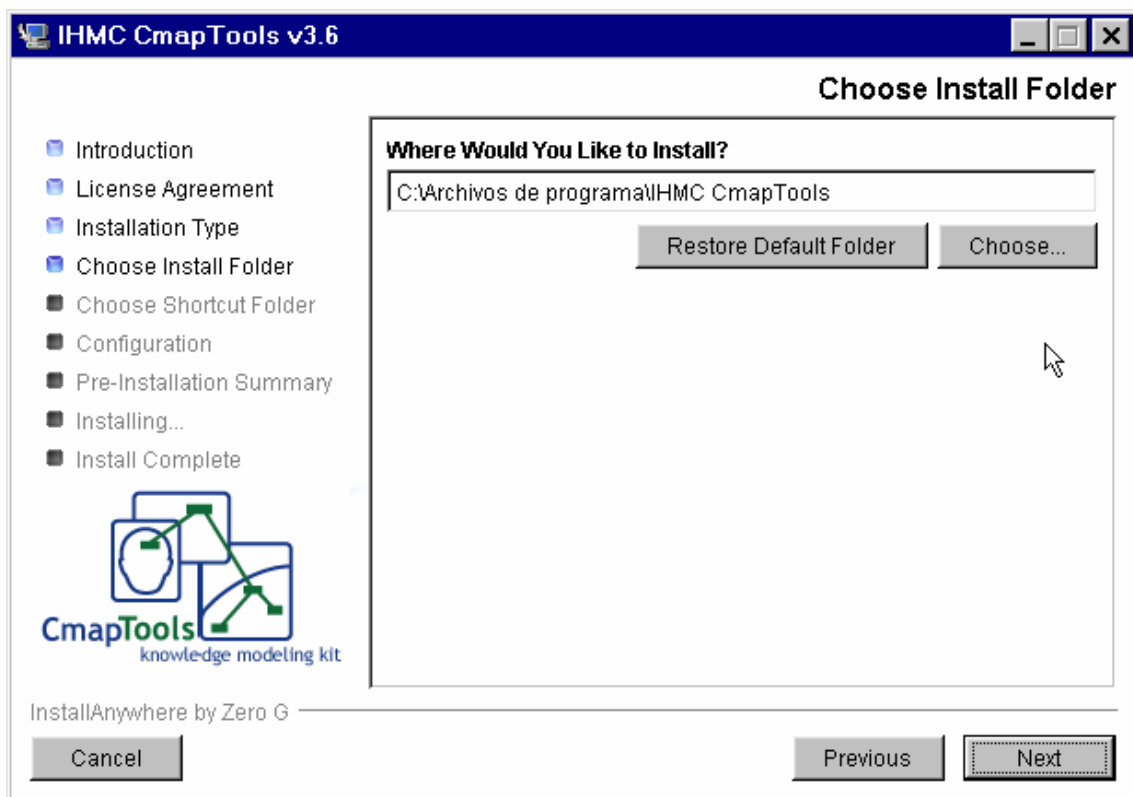 IHMC CmapTools v3.6
Choose Install Folder
Introduction
License Agreement
Installation Type
Choose Install Folder
Choose Shortcut Folder
Configuration
Pre-Installation Summary
Installing...
Install Complete
CmapTools
knowledge modeling kit
Where Would You Like to Install?
C:\Archivos de programa\IHMC CmapTools
Restore Default Folder
Choose...
InstallAnywhere by Zero G
Cancel
Previous
Next